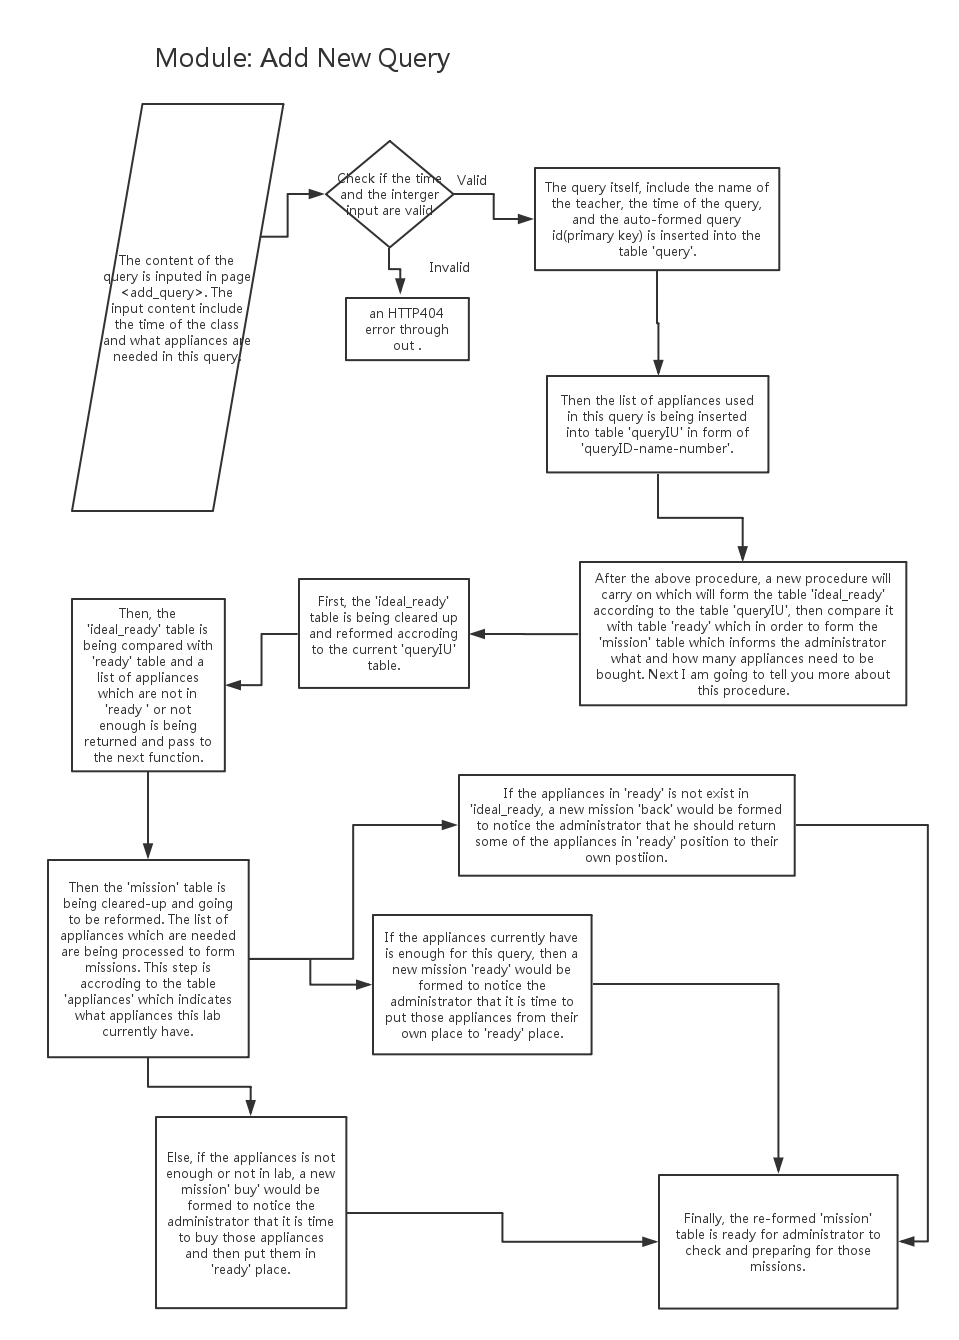 Module: Add New Query
The content of the
query is inputed in page
<add_query>. The
input content include
the time of the class
and what appliances are
needed in this query.
Check if the time
and the interger
input are valid
Valid
Invalid
an HTTP404
error through
out .
The query itself, include the name of
the teacher, the time of the query,
and the auto-formed query
id(primary key) is inserted into the
table 'query'.
Then the list of appliances used
in this query is being inserted
into table 'queryIU' in form of
'queryID-name-number'.
After the above procedure, a new procedure will
carry on which will form the table 'ideal_ready'
according to the table 'queryIU', then compare it
with table 'ready' which in order to form the
'mission' table which informs the administrator
what and how many appliances need to be
bought. Next I am going to tell you more about
this procedure.
First, the 'ideal_ready'
table is being cleared up
and reformed accroding
to the current 'queryIU'
table.
Then, the
'ideal_ready' table is
being compared with
'ready' table and a
list of appliances
which are not in
'ready ' or not
enough is being
returned and pass to
the next function.
Then the 'mission' table is
being cleared-up and going
to be reformed. The list of
appliances which are needed
are being processed to form
missions. This step is
accroding to the table
'appliances' which indicates
what appliances this lab
currently have.
If the appliances in 'ready' is not exist in
'ideal_ready, a new mission 'back' would be formed
to notice the administrator that he should return
some of the appliances in 'ready' position to their
own postiion.
If the appliances currently have
is enough for this query, then a
new mission 'ready' would be
formed to notice the
administrator that it is time to
put those appliances from their
own place to 'ready' place.
Else, if the appliances is not
enough or not in lab, a new
mission' buy' would be
formed to notice the
administrator that it is time
to buy those appliances
and then put them in
'ready' place.
Finally, the re-formed 'mission'
table is ready for administrator to
check and preparing for those
missions.